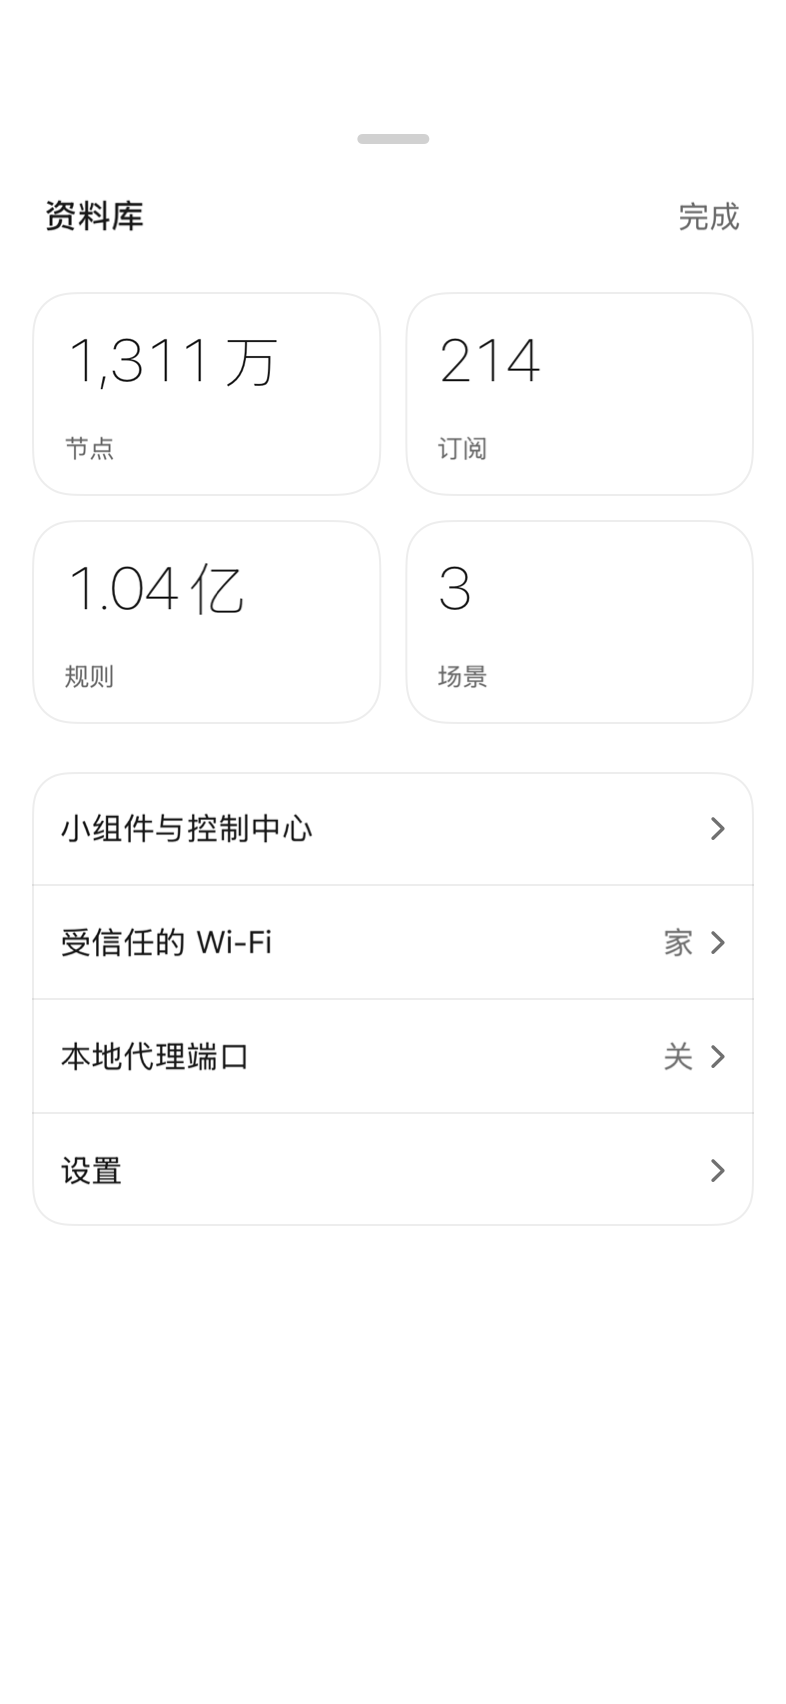 资料库 完成
1,311 万 214
节点 订阅
1.04 亿 3
规则 场景
小组件与控制中心
受信任的 Wi-Fi 家
本地代理端口 关
设置